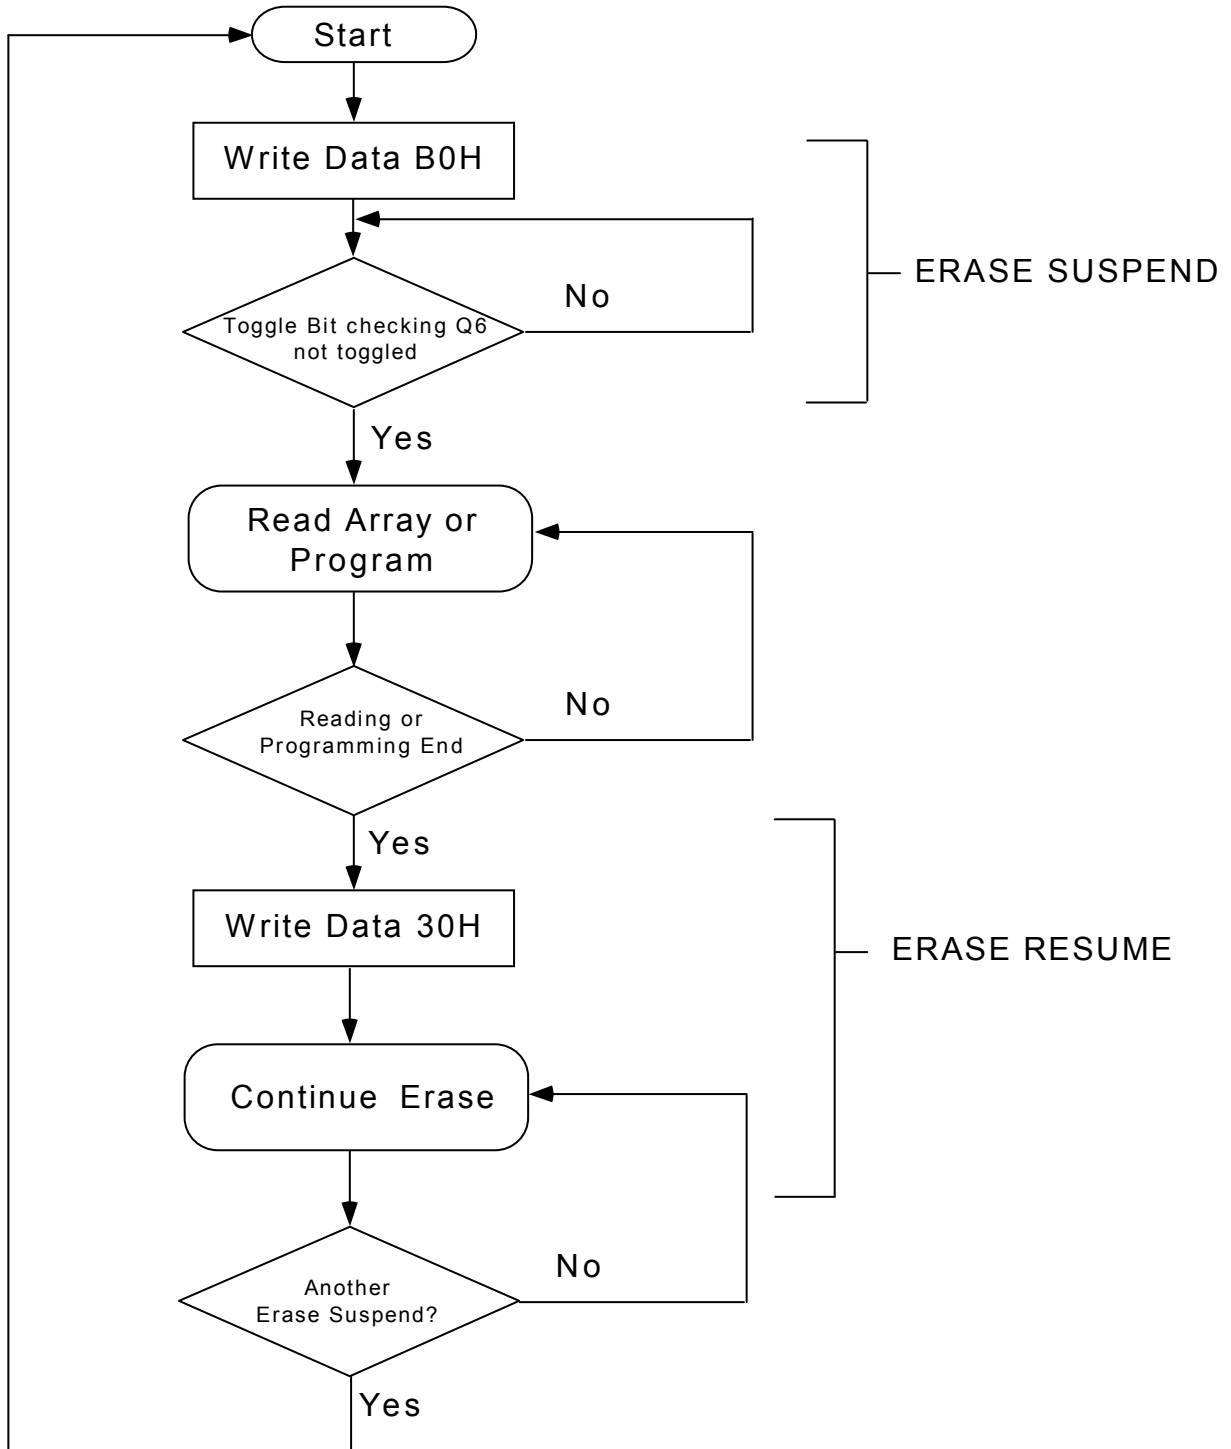 Start
Write Data B0H
ERASE SUSPEND
No
Toggle Bit checking Q6
not toggled
Yes
Read Array or
Program
No
Reading or
Programming End
Yes
Write Data 30H
ERASE RESUME
Continue Erase
No
Another
Erase Suspend?
Yes